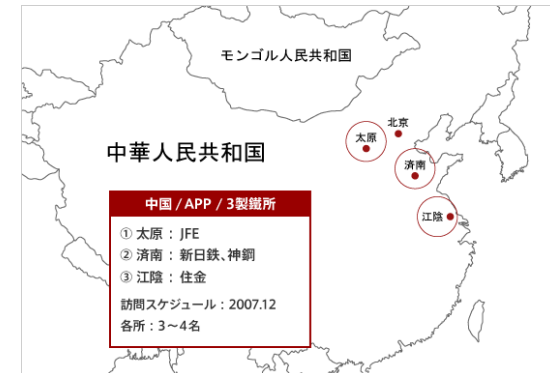 モンゴル人民共和国
北京
太原
中華人民共和国
済南
江陰
中国 / APP / 3製鐵所
① 太原 : JFE
② 済南 : 新日鉄、神鋼
③ 江陰 : 住金
訪問スケジュール : 2007.12
各所 : 3〜4名